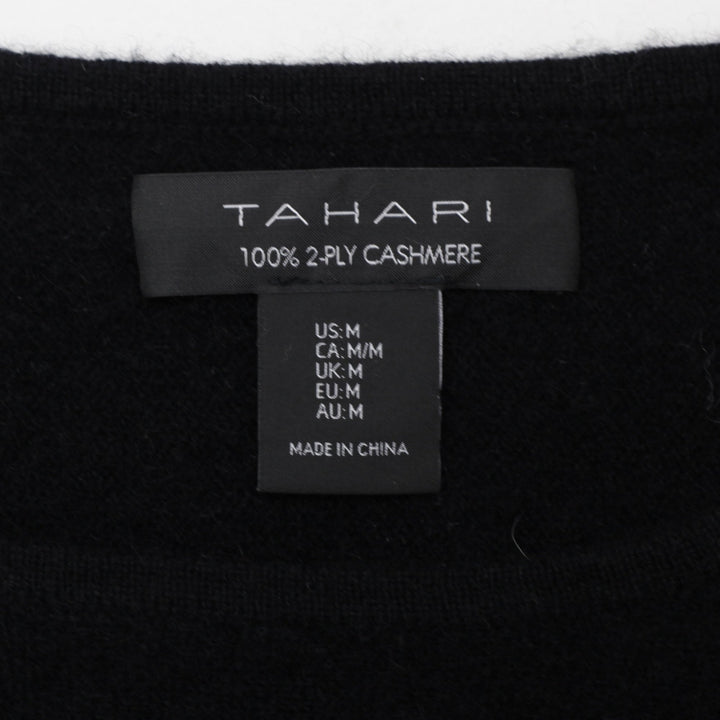 TAHARI
100% 2-PLY CASHMERE
US:M
CA:M/M
UK:M
EU:M
AU:M
MADE IN CHINA